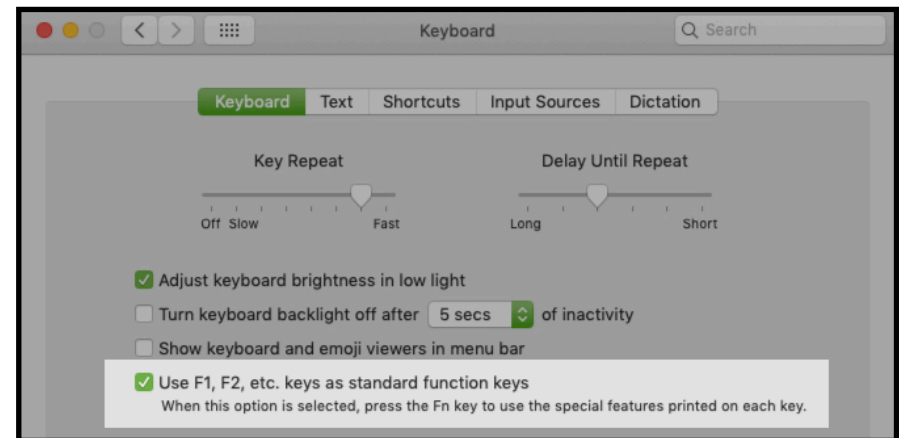 Keyboard
Search
Keyboard Text Shortcuts Input Sources Dictation
Key Repeat Delay Until Repeat
Off Slow Fast Long Short
Adjust keyboard brightness in low light
Turn keyboard backlight off after 5 secs of inactivity
Show keyboard and emoji viewers in menu bar
Use F1, F2, etc. keys as standard function keys
When this option is selected, press the Fn key to use the special features printed on each key.